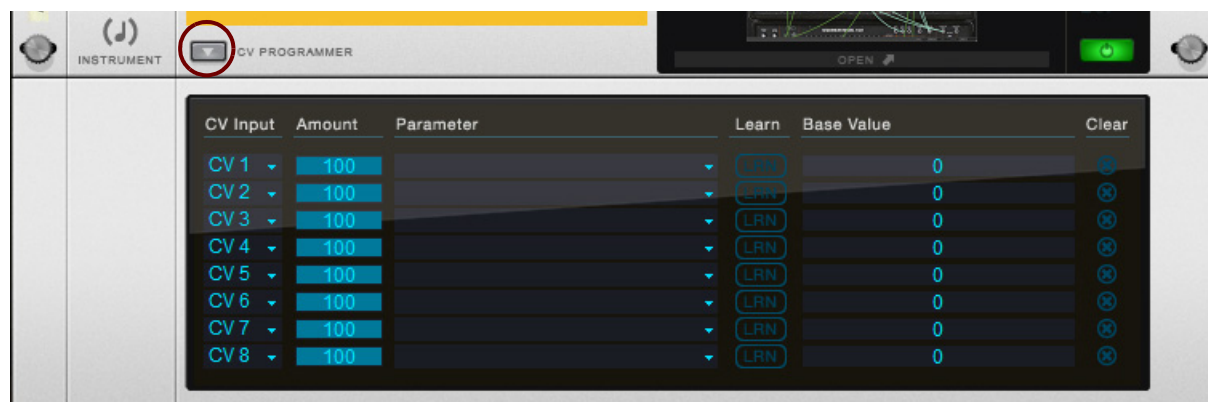 INSTRUMENT
CV PROGRAMMER
OPEN
CV Input Amount Parameter Learn Base Value Clear
CV 1 100 LRN 0
CV 2 100 LRN 0
CV 3 100 LRN 0
CV 4 100 LRN 0
CV 5 100 LRN 0
CV 6 100 LRN 0
CV 7 100 LRN 0
CV 8 100 LRN 0